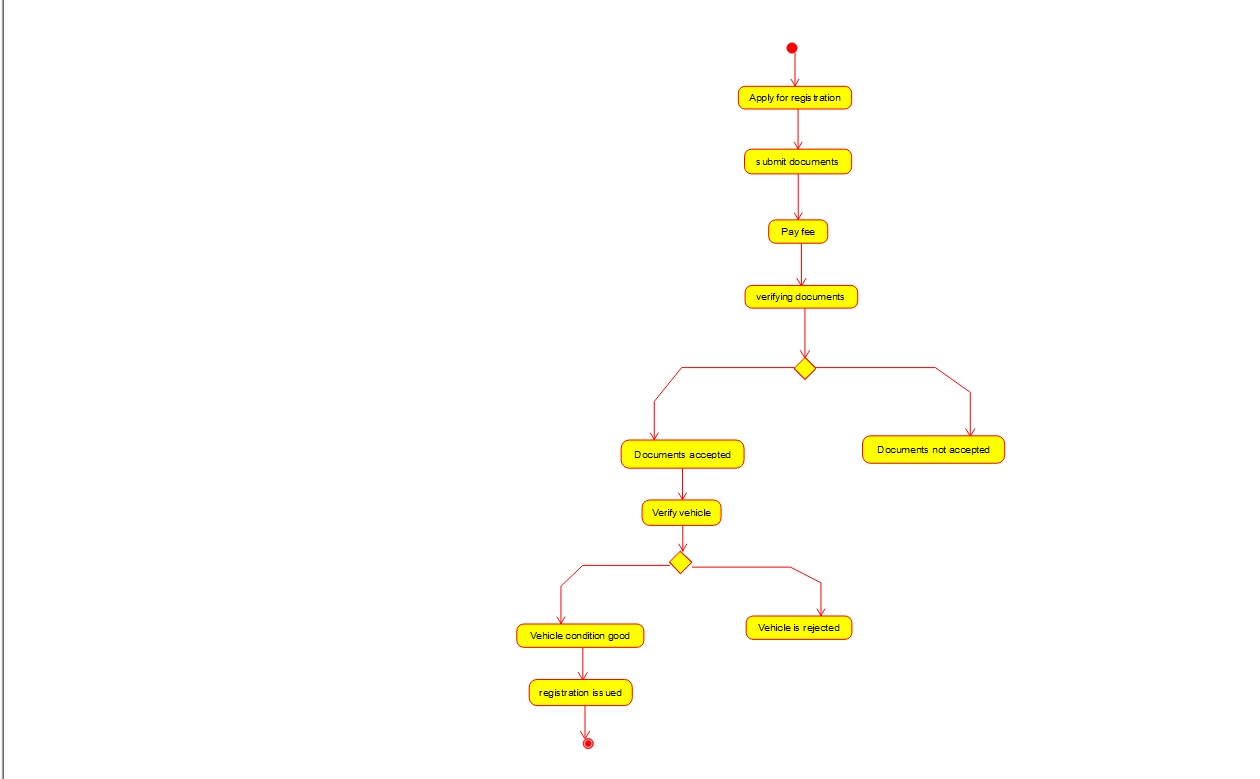 Apply for registration
submit documents
Pay fee
verifying documents
Documents accepted
Documents not accepted
Verify vehicle
Vehicle condition good
Vehicle is rejected
registration issued